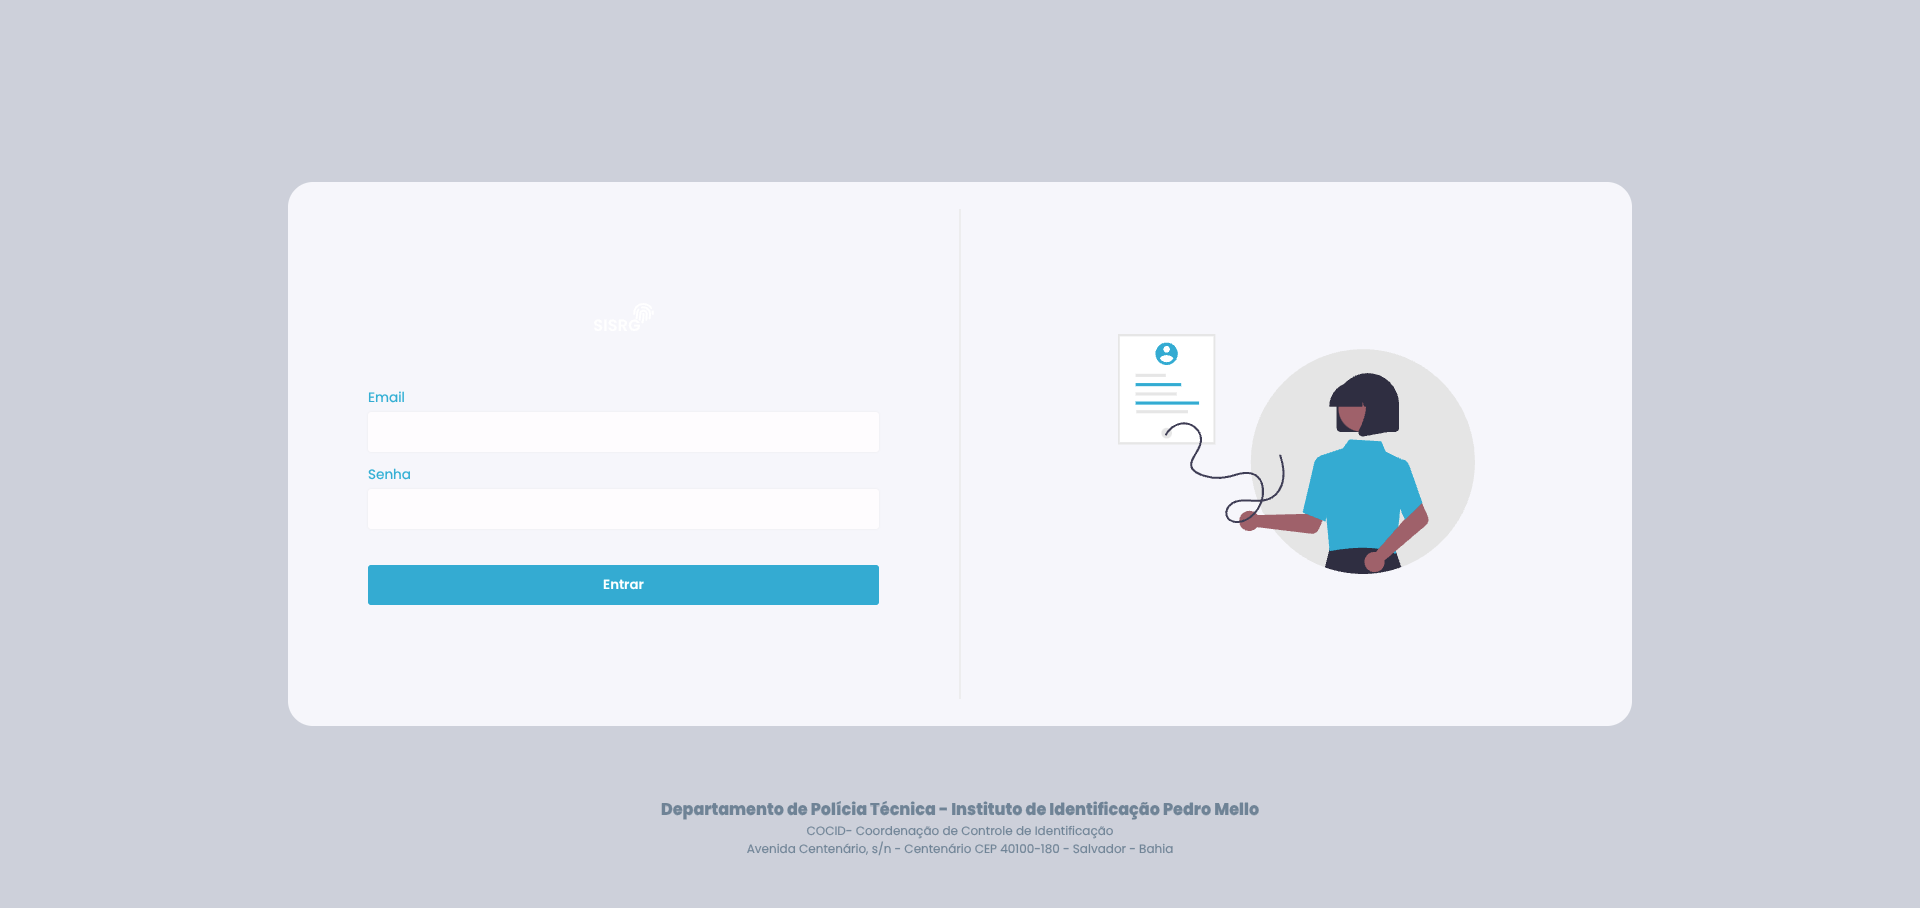 SISRG
Email
Senha
Entrar
Departamento de Polícia Técnica - Instituto de Identificação Pedro Mello
COCID- Coordenação de Controle de Identificação
Avenida Centenário, s/n - Centenário CEP 40100-180 - Salvador - Bahia